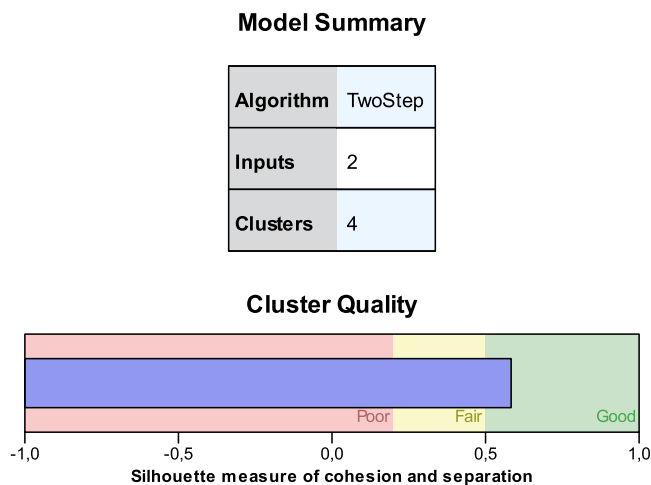 Model Summary
Algorithm TwoStep
Inputs 2
Clusters 4
Cluster Quality
Poor Fair Good
-1,0 -0,5 0,0 0,5 1,0
Silhouette measure of cohesion and separation